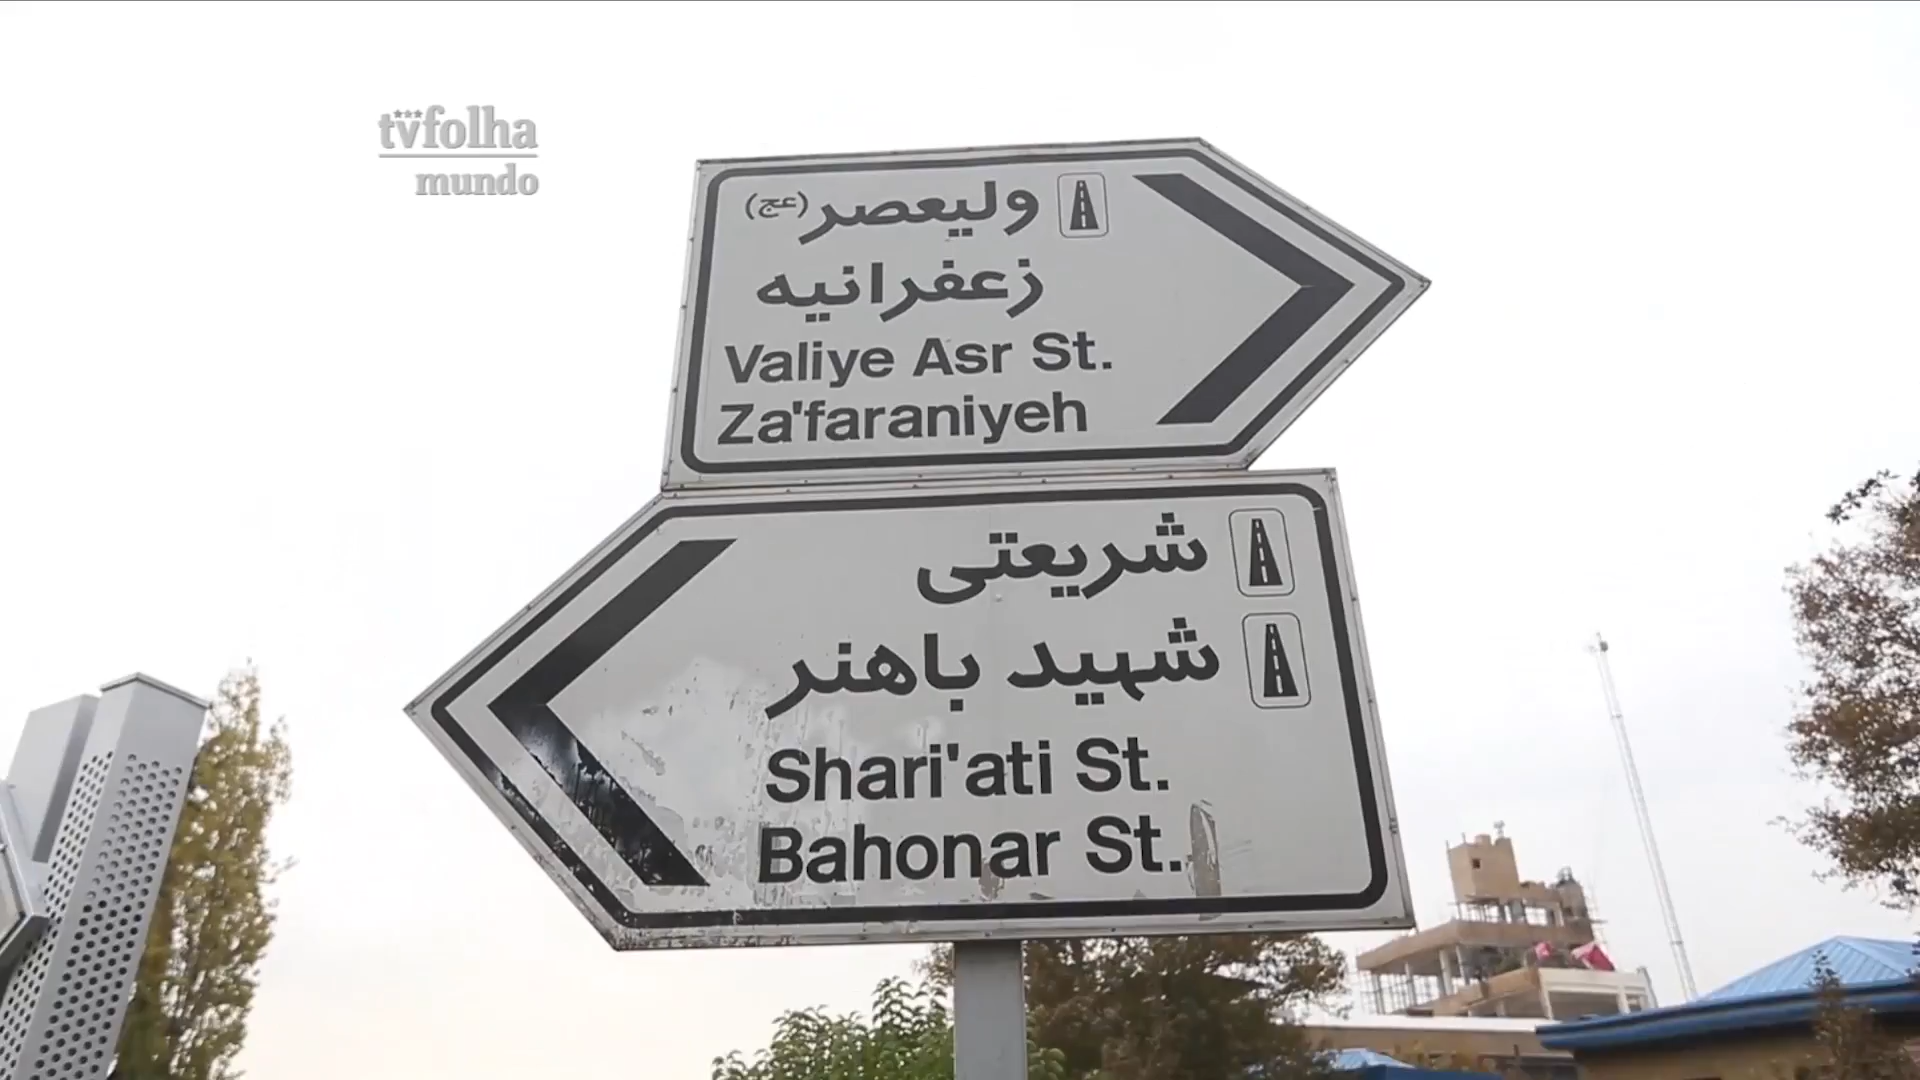 tvfolha
mundo
ولیعصر (عج)
زعفرانیه
Valiye Asr St.
Za'faraniyeh
شریعتی
شهید باهنر
Shari'ati St.
Bahonar St.